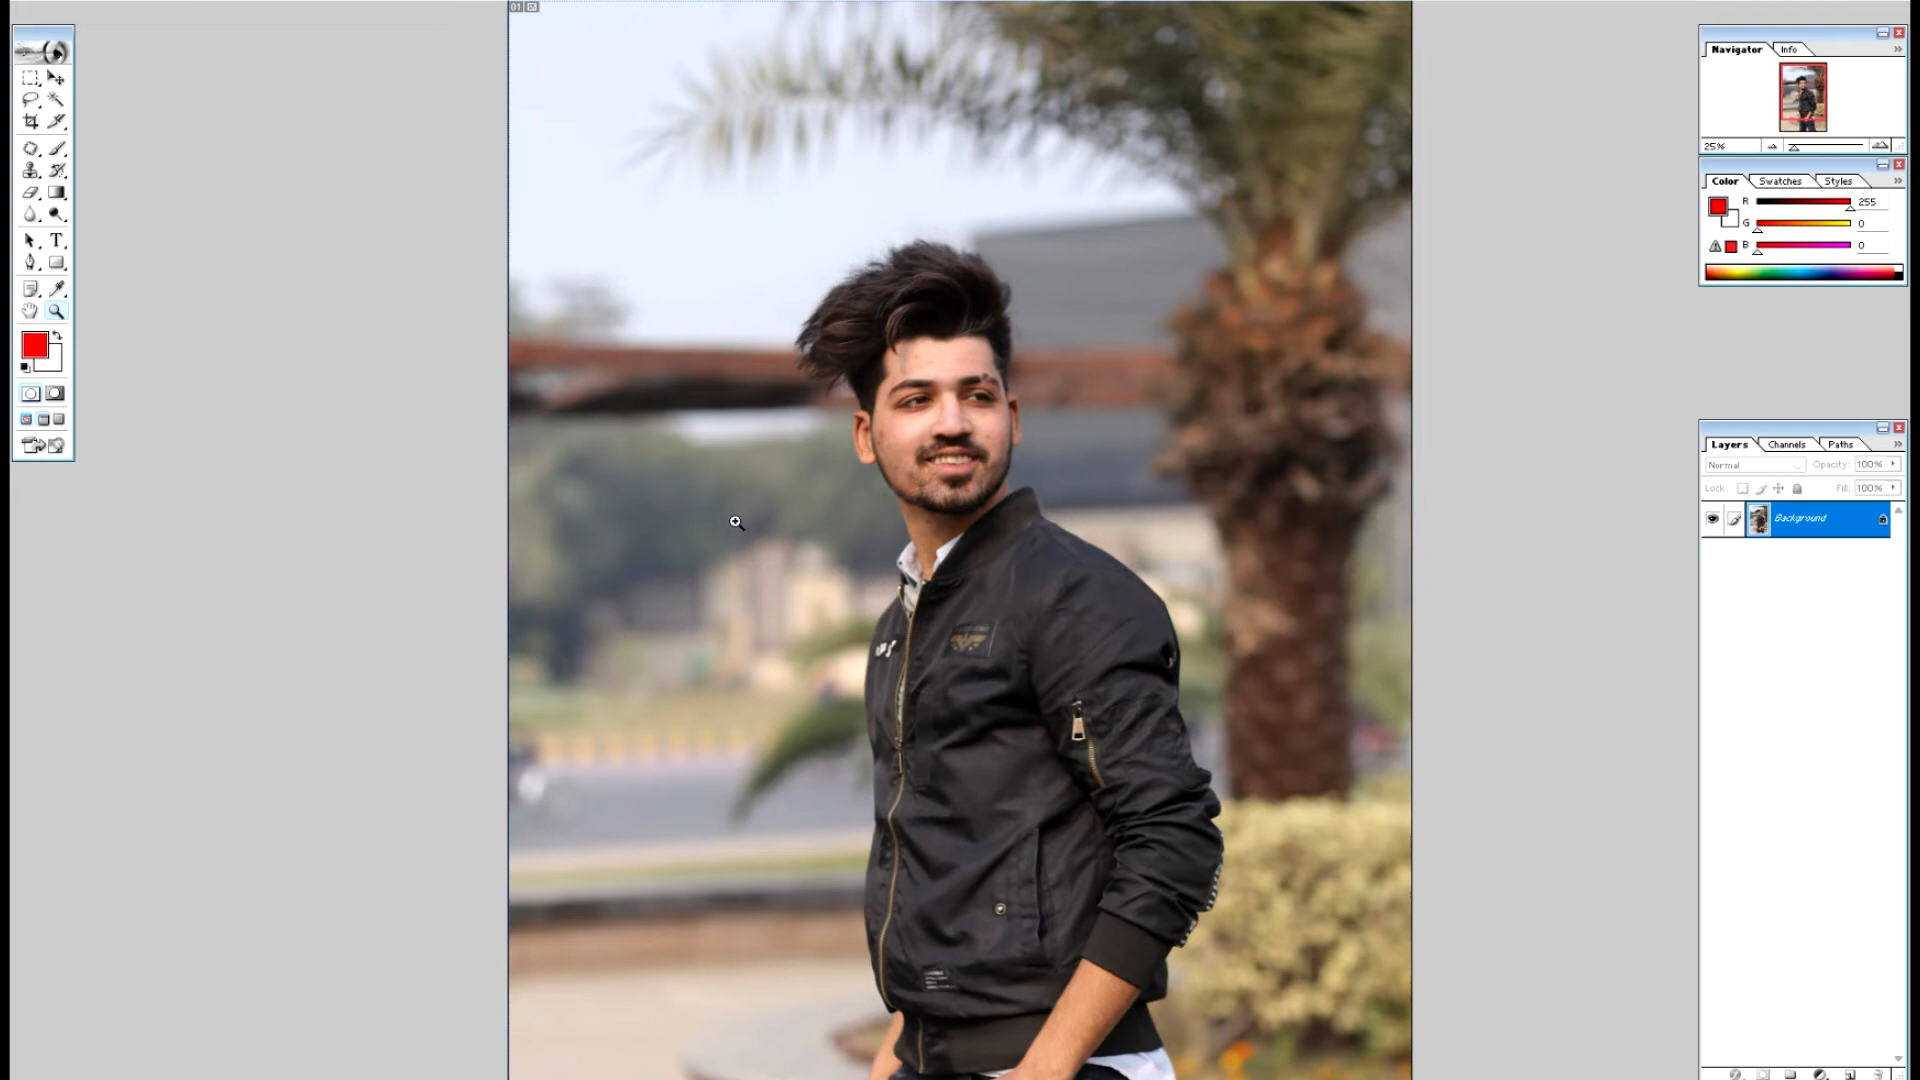 01
Navigator
Info
25%
Color
Swatches
Styles
R
255
G
0
B
0
T
Layers
Channels
Paths
Normal
Opacity:
100%
Lock:
Fill:
100%
Background